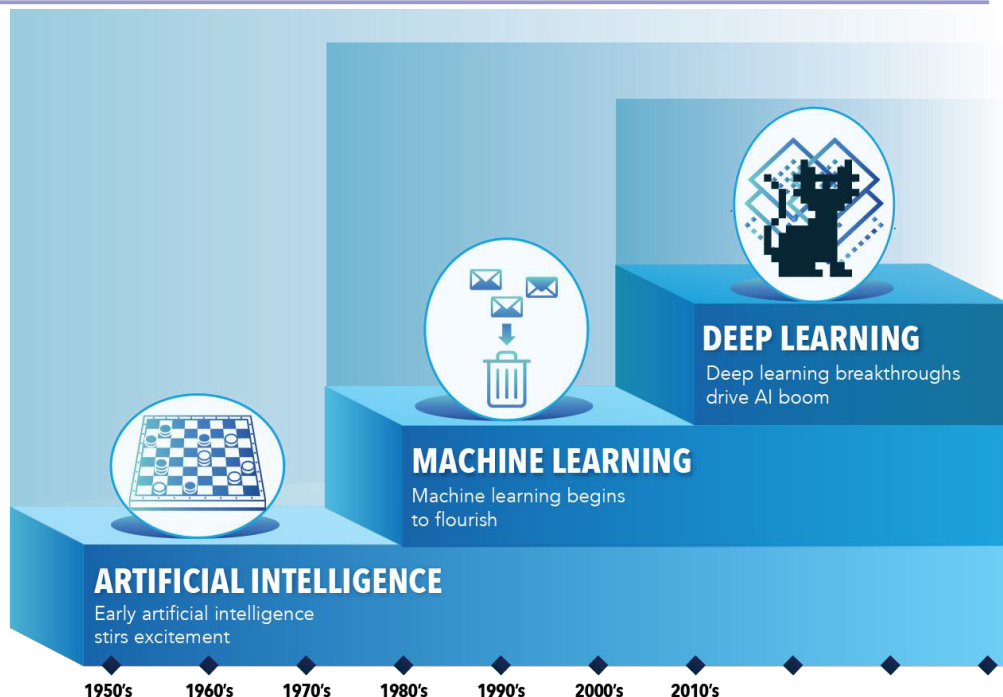 DEEP LEARNING
Deep learning breakthroughs
drive AI boom
MACHINE LEARNING
Machine learning begins
to flourish
ARTIFICIAL INTELLIGENCE
Early artificial intelligence
stirs excitement
1950's 1960's 1970's 1980's 1990's 2000's 2010's